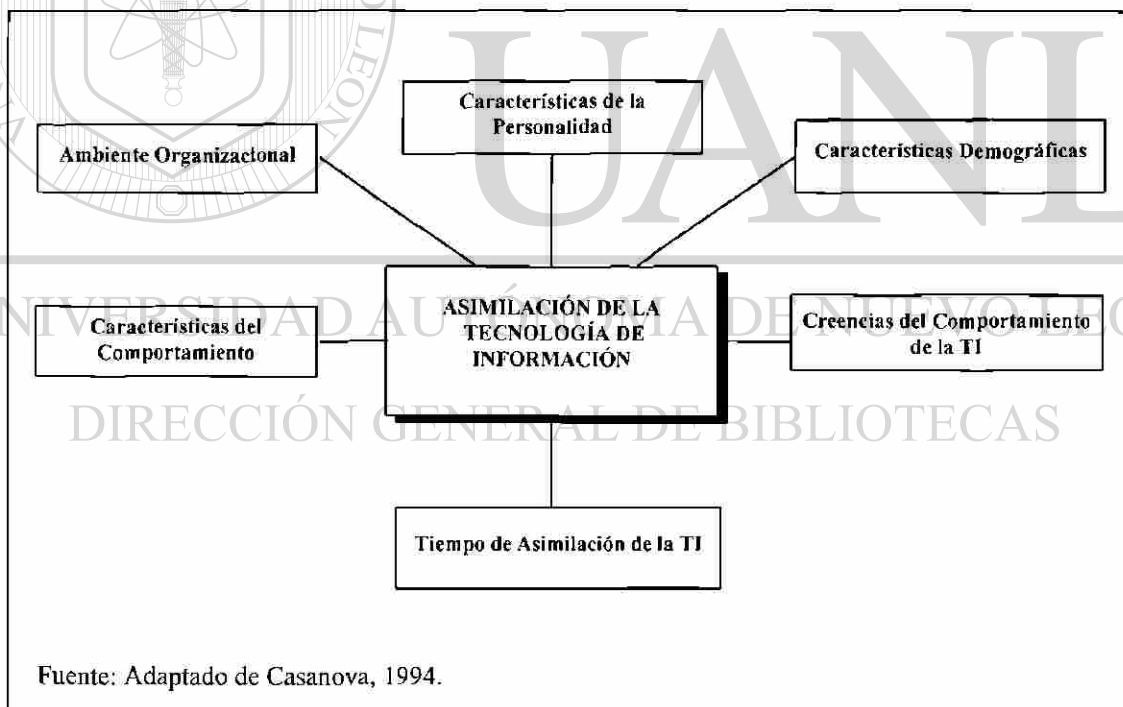 UANL
Características de la
Personalidad
Ambiente Organizacional
Características Demográficas
ASIMILACIÓN DE LA
TECNOLOGÍA DE
INFORMACIÓN
Características del
Comportamiento
Creencias del Comportamiento
de la TI
UNIVERSIDAD AUTÓNOMA DE NUEVO LEÓN
DIRECCIÓN GENERAL DE BIBLIOTECAS
Tiempo de Asimilación de la TI
Fuente: Adaptado de Casanova, 1994.